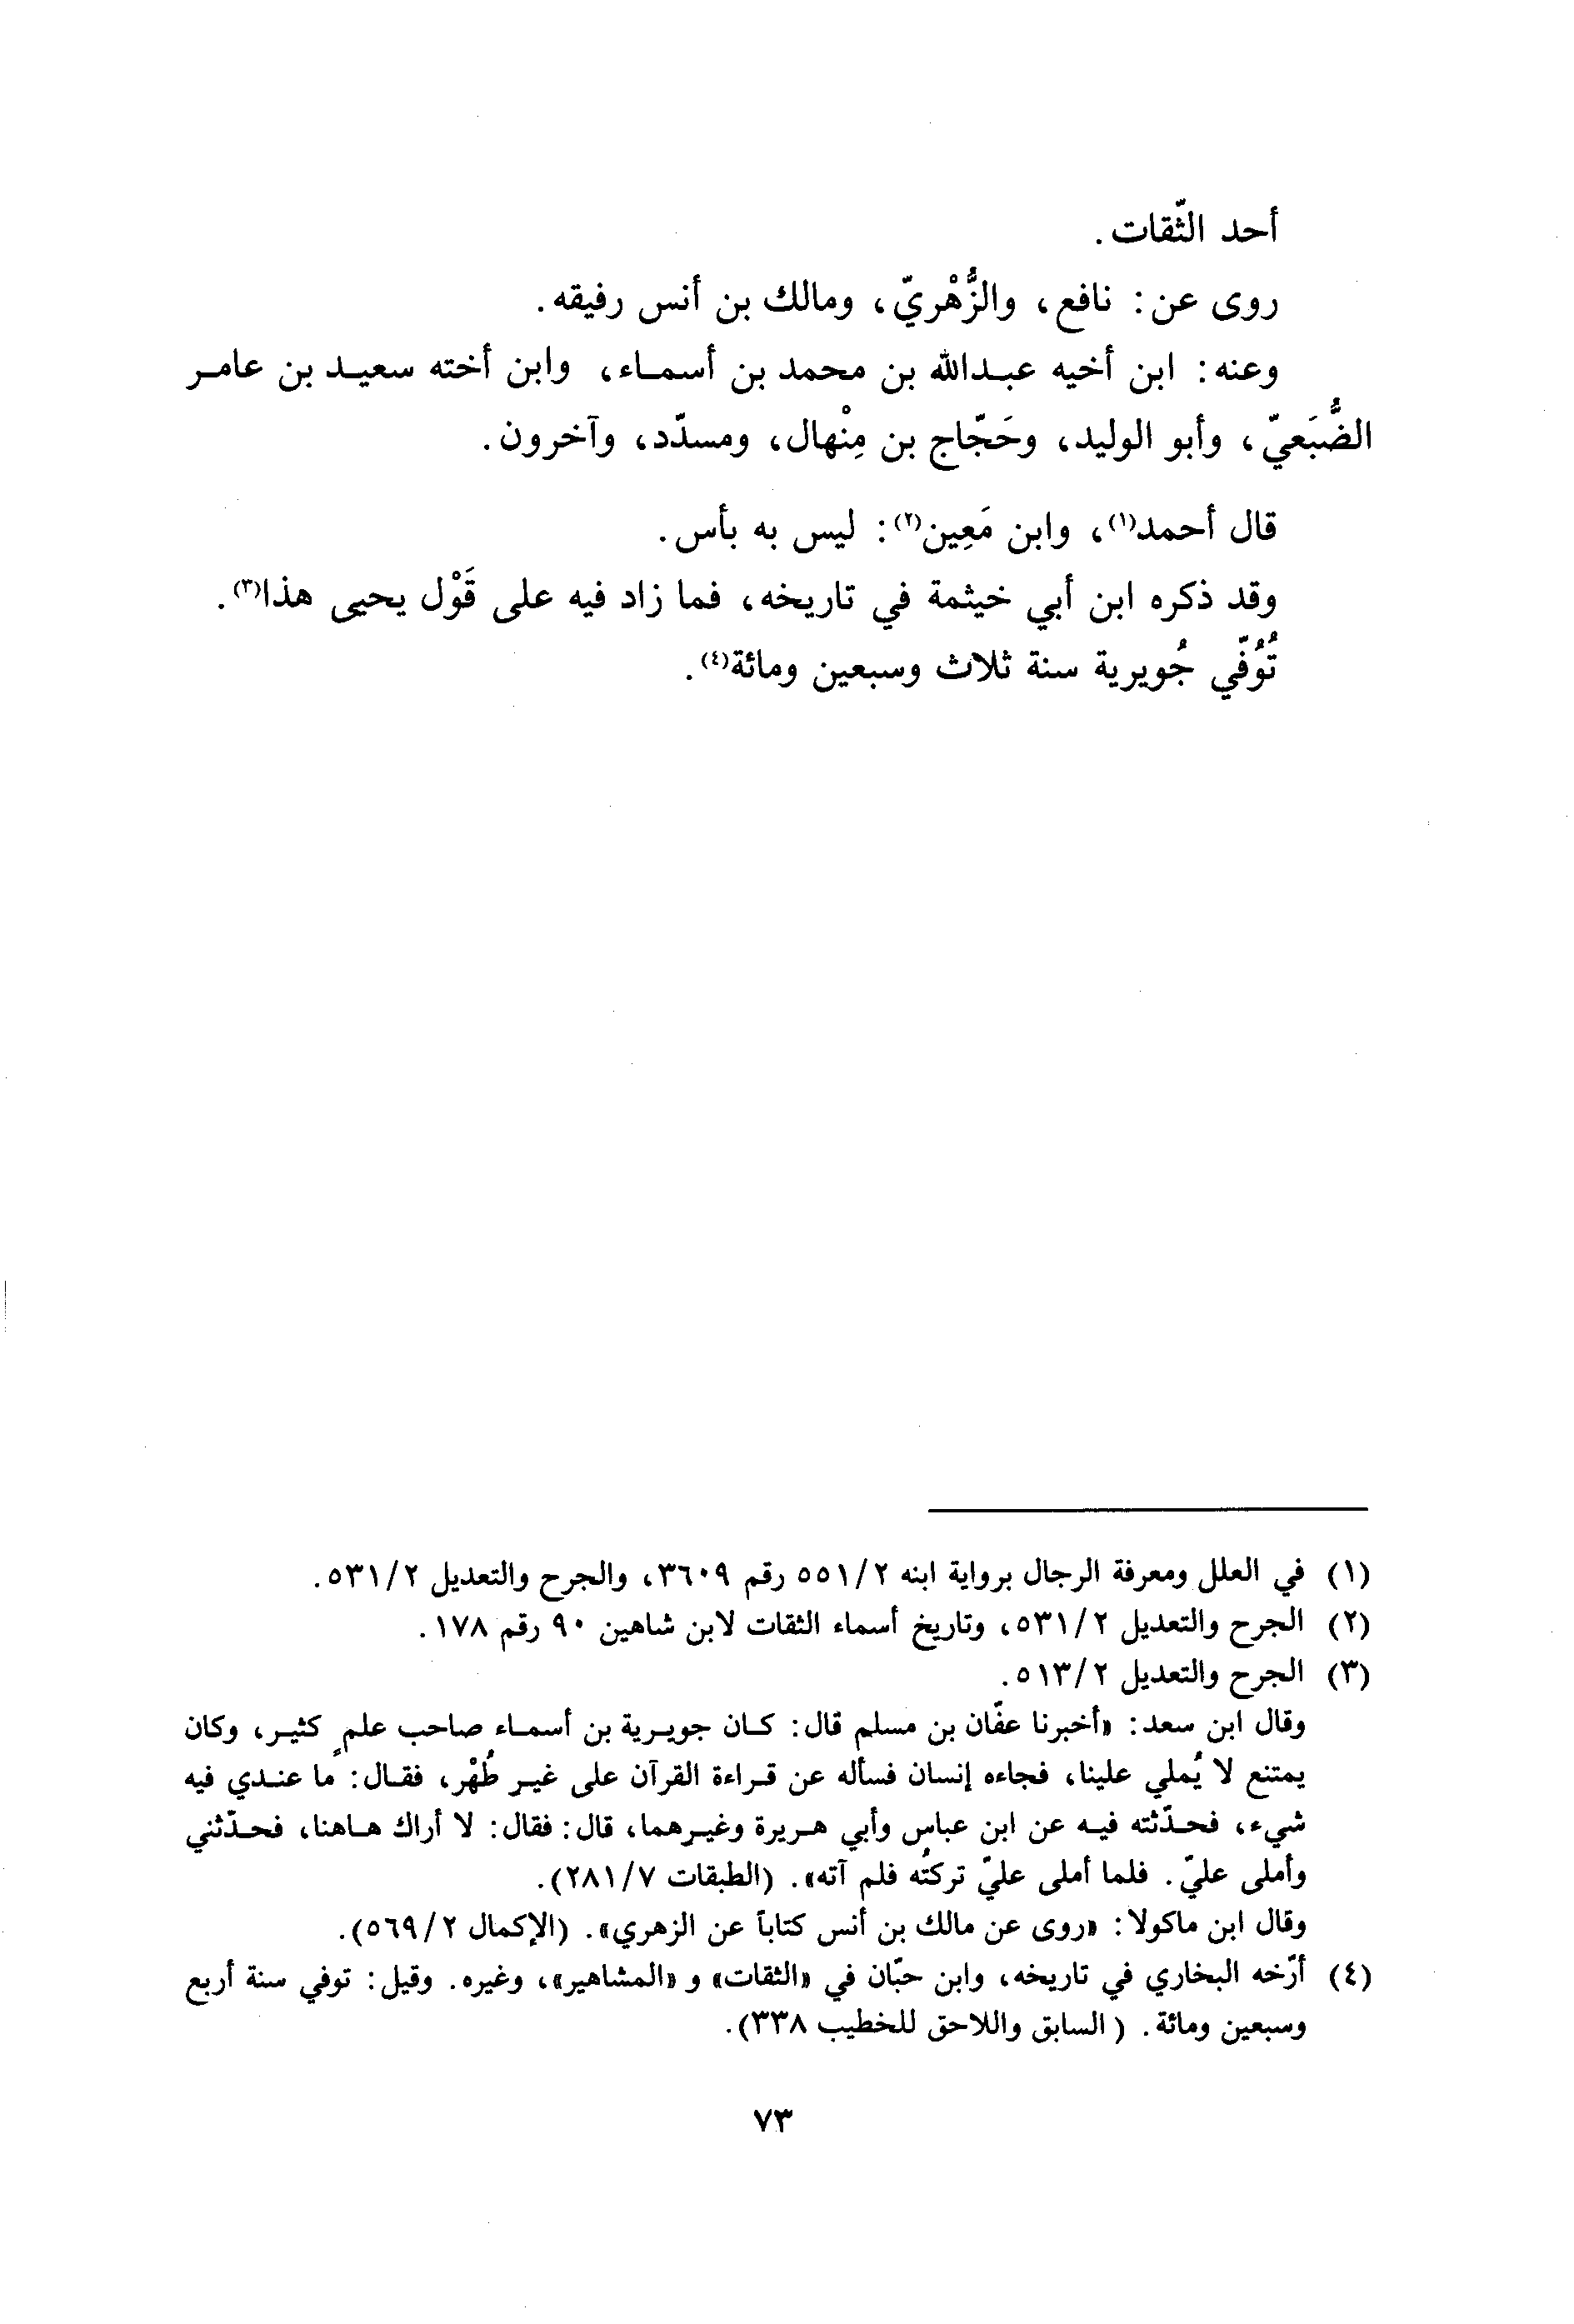 أحد الثّقات.
روى عن: نافع، والزُّهْريّ، ومالك بن أنس رفيقه.
وعنه: ابن أخيه عبدالله بن محمد بن أسماء، وابن أخته سعيد بن عامر
الضُّبَعيّ، وأبو الوليد، وحَجّاج بن مِنْهال، ومسدّد، وآخرون.
قال أحمد(١)، وابن مَعِين(٢): ليس به بأس.
وقد ذكره ابن أبي خيثمة في تاريخه، فما زاد فيه على قَوْل يحيى هذا(٣).
تُوُفّي جُويرية سنة ثلاث وسبعين ومائة(٤).
(١) في العلل ومعرفة الرجال برواية ابنه ٢/ ٥٥١ رقم ٣٦٠٩، والجرح والتعديل ٢/ ٥٣١.
(٢) الجرح والتعديل ٢/ ٥٣١، وتاريخ أسماء الثقات لابن شاهين ٩٠ رقم ١٧٨.
(٣) الجرح والتعديل ٢/ ٥١٣.
وقال ابن سعد: «أخبرنا عفّان بن مسلم قال: كان جويرية بن أسماء صاحب علمٍ كثير، وكان
يمتنع لا يُملي علينا، فجاءه إنسان فسأله عن قراءة القرآن على غير طُهْر، فقال: ما عندي فيه
شيء، فحدّثته فيه عن ابن عباس وأبي هريرة وغيرهما، قال: فقال: لا أراك هاهنا، فحدّثني
وأملى عليّ. فلما أملى عليّ تركتُه فلم آته». (الطبقات ٧/ ٢٨١).
وقال ابن ماكولا: «روى عن مالك بن أنس كتاباً عن الزهري». (الإكمال ٢/ ٥٦٩).
(٤) أرّخه البخاري في تاريخه، وابن حبّان في «الثقات» و «المشاهير»، وغيره. وقيل: توفي سنة أربع
وسبعين ومائة. (السابق واللاحق للخطيب ٣٣٨).
٧٣